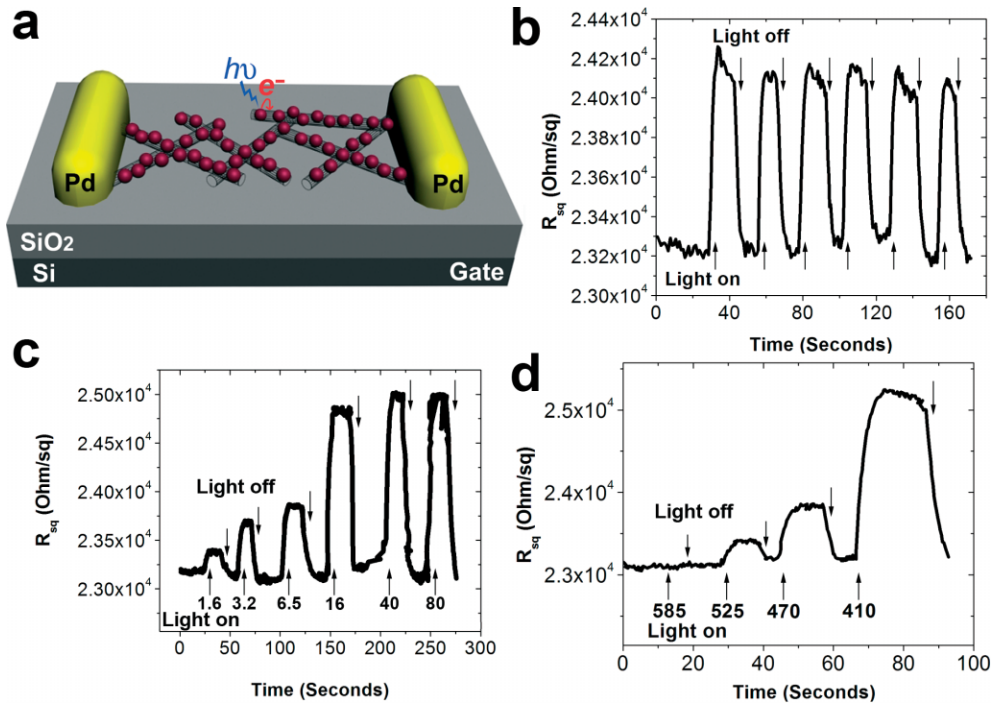 a
hυ
e⁻
Pd
Pd
SiO₂
Si
Gate
b
2.44x10⁴
2.42x10⁴
2.40x10⁴
2.38x10⁴
2.36x10⁴
2.34x10⁴
2.32x10⁴
2.30x10⁴
R_sq (Ohm/sq)
Light off
Light on
0 40 80 120 160
Time (Seconds)
c
2.50x10⁴
2.45x10⁴
2.40x10⁴
2.35x10⁴
2.30x10⁴
R_sq (Ohm/sq)
Light off
1.6 3.2 6.5 16 40 80
Light on
0 50 100 150 200 250 300
Time (Seconds)
d
2.5x10⁴
2.4x10⁴
2.3x10⁴
R_sq (Ohm/sq)
Light off
585 525 470 410
Light on
0 20 40 60 80 100
Time (Seconds)